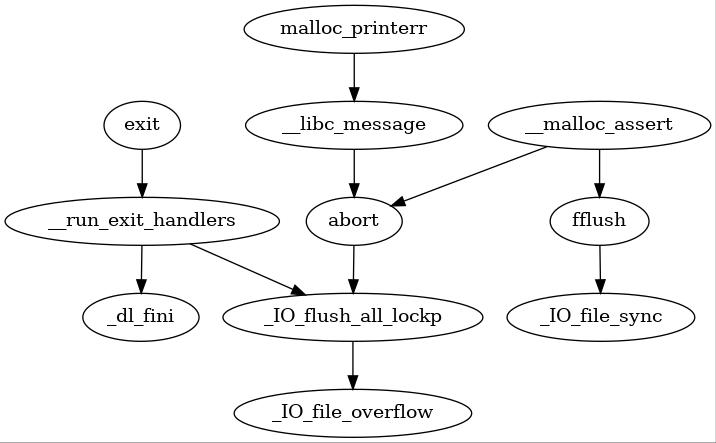 malloc_printerr
exit
__libc_message
__malloc_assert
__run_exit_handlers
abort
fflush
_dl_fini
_IO_flush_all_lockp
_IO_file_sync
_IO_file_overflow